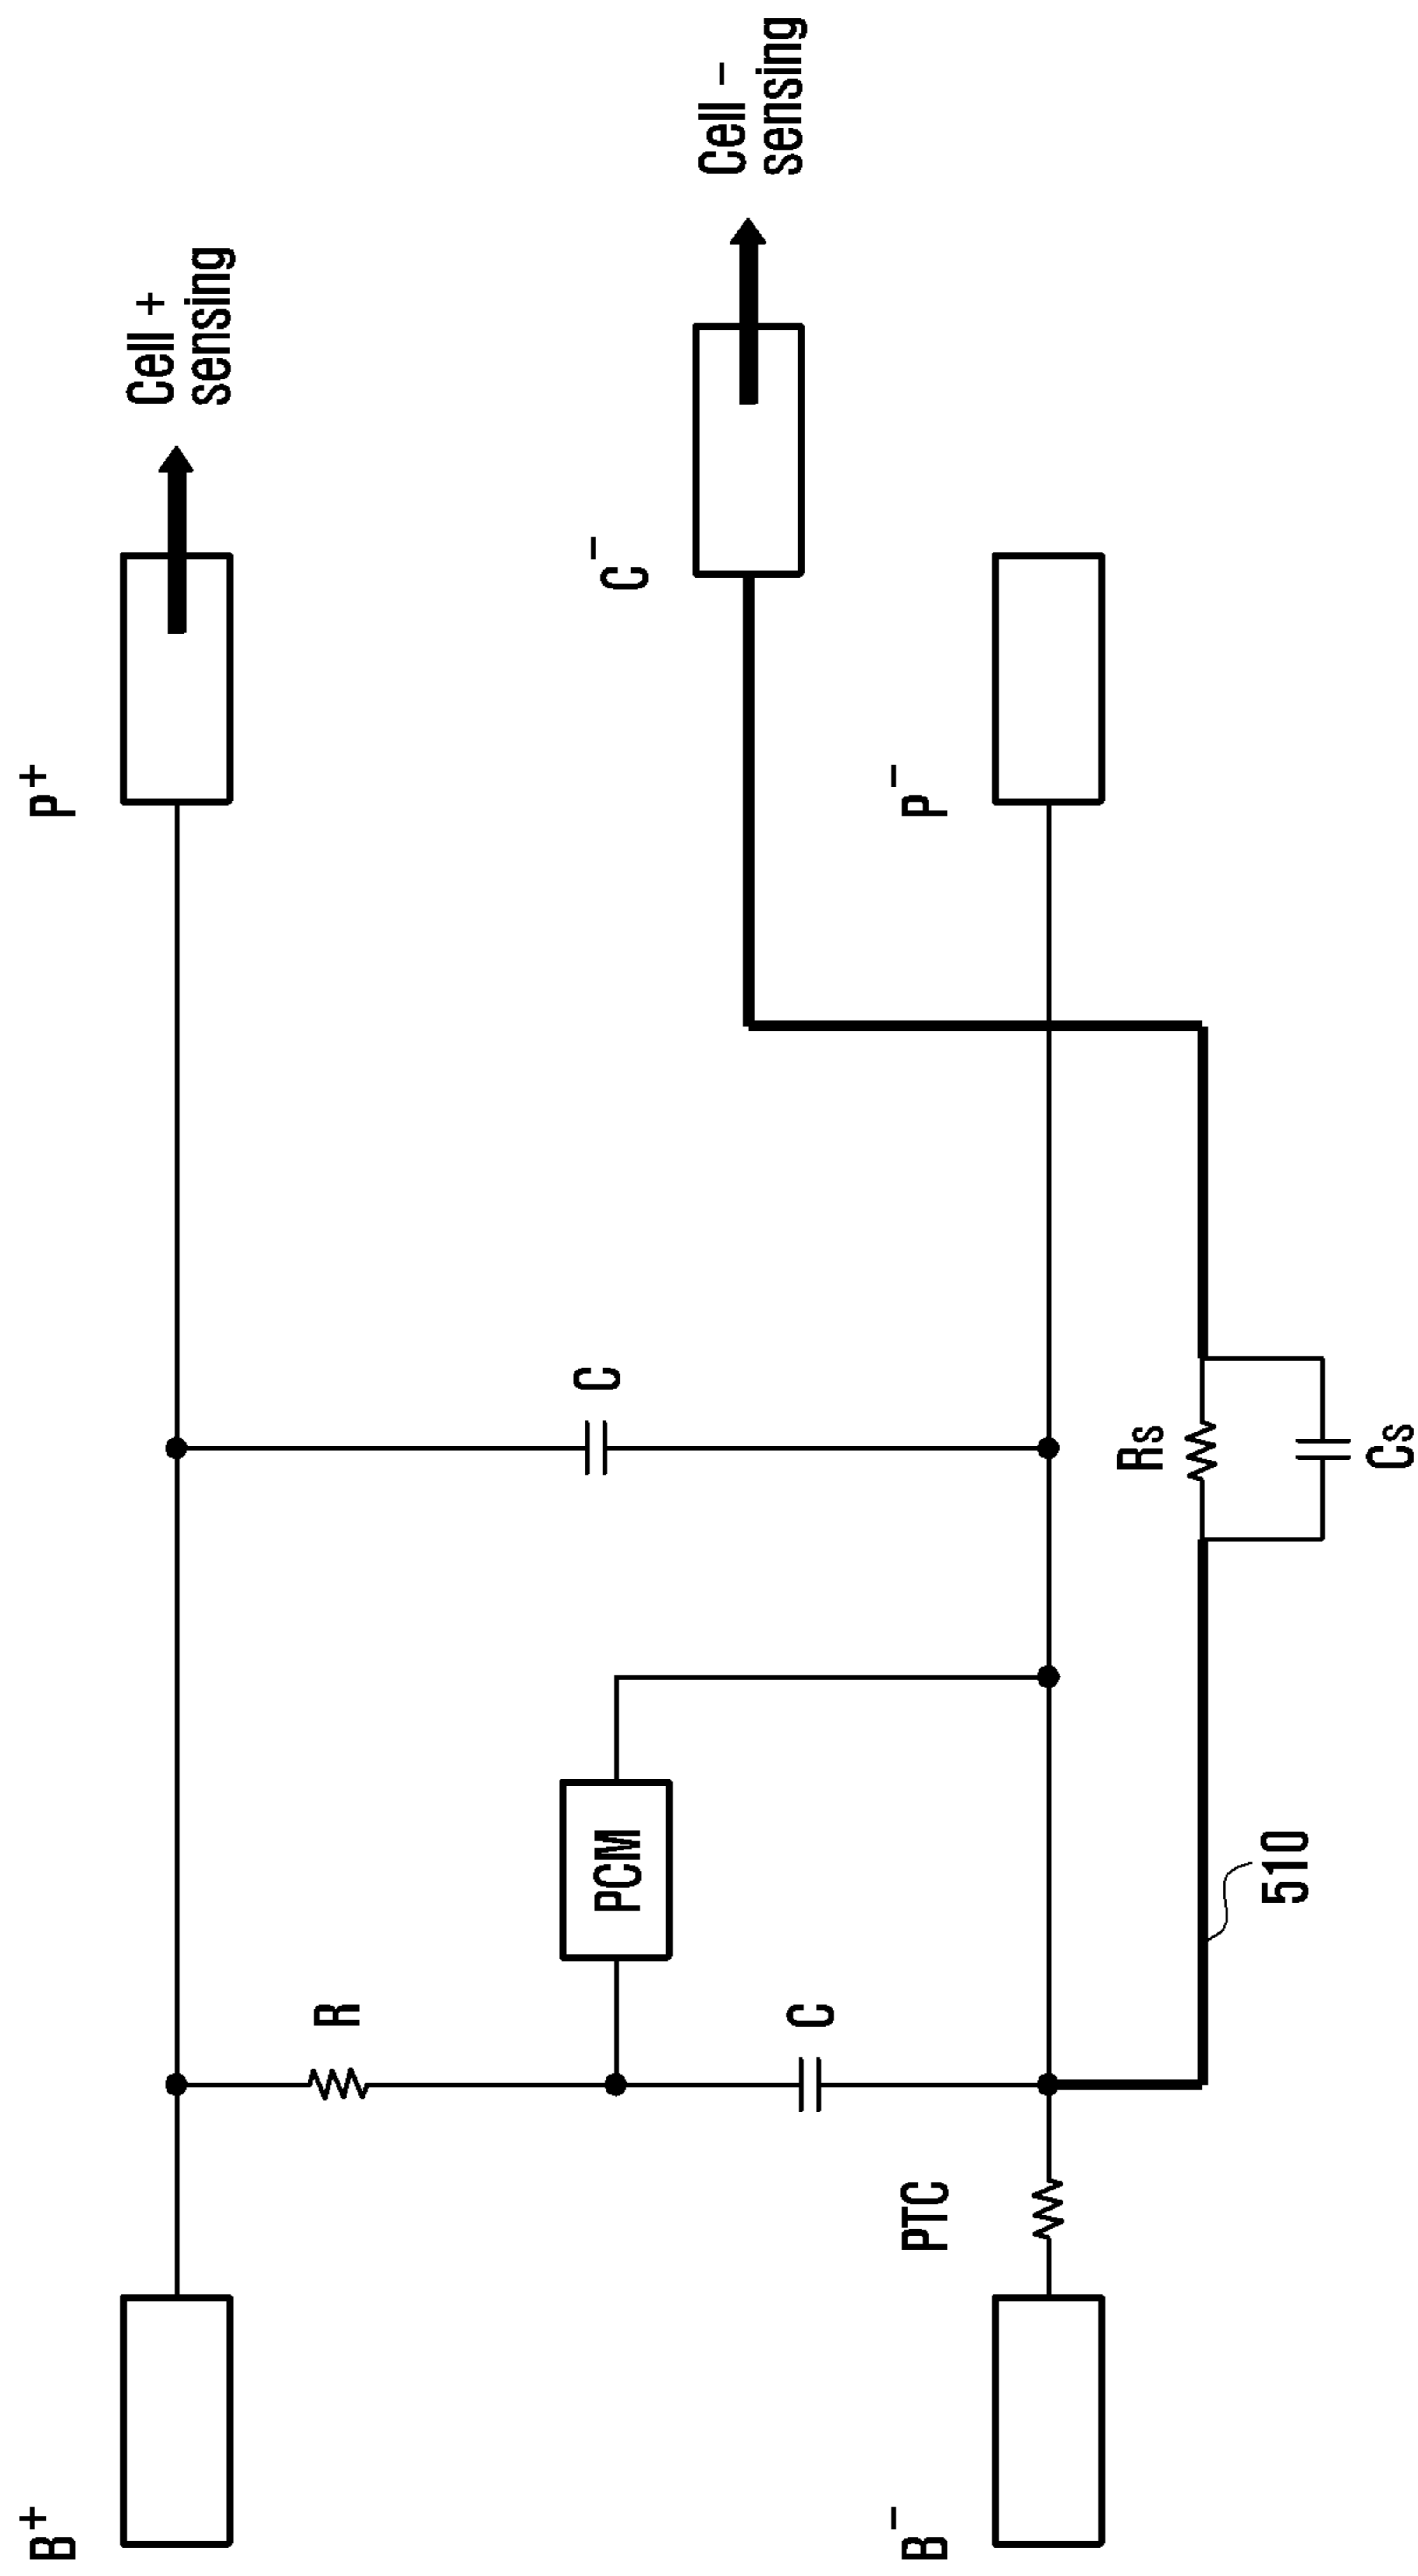 B+
P+
Cell +
sensing
R
C
PCM
C
C−
Cell −
sensing
B−
PTC
P−
Rs
Cs
510